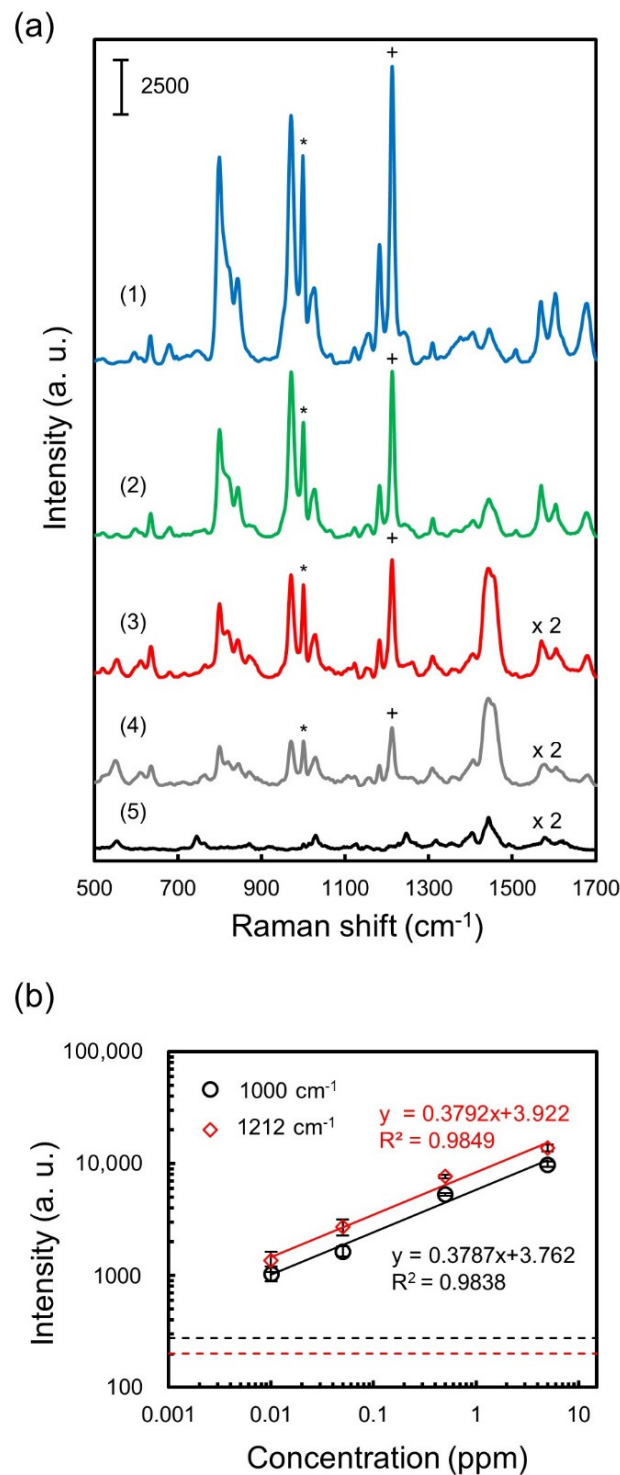 (a)
2500
+
*
(1)
+
*
(2)
+
*
(3)
x 2
+
*
(4)
x 2
(5)
x 2
Intensity (a. u.)
500 700 900 1100 1300 1500 1700
Raman shift (cm⁻¹)
(b)
100,000
10,000
1000
100
Intensity (a. u.)
1000 cm⁻¹
1212 cm⁻¹
y = 0.3792x+3.922
R² = 0.9849
y = 0.3787x+3.762
R² = 0.9838
0.001 0.01 0.1 1 10
Concentration (ppm)